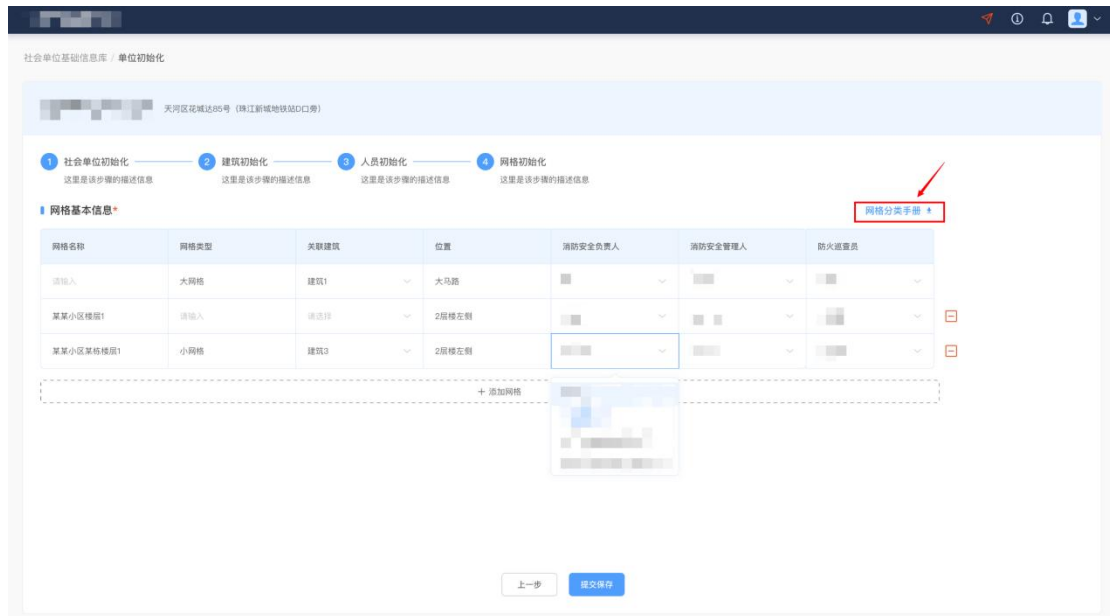 社会单位基础信息库 / 单位初始化
天河区花城达85号（珠江新城地铁站D口旁）
1 社会单位初始化 2 建筑初始化 3 人员初始化 4 网格初始化
这里是该步骤的描述信息 这里是该步骤的描述信息 这里是该步骤的描述信息 这里是该步骤的描述信息
网格基本信息* 网格分类手册
网格名称 网格类型 关联建筑 位置 消防安全负责人 消防安全管理人 防火巡查员
请输入 大网格 建筑1 大马路
某某小区楼层1 请输入 请选择 2层楼左侧
某某小区某栋楼层1 小网格 建筑3 2层楼左侧
+ 添加网格
上一步 提交保存